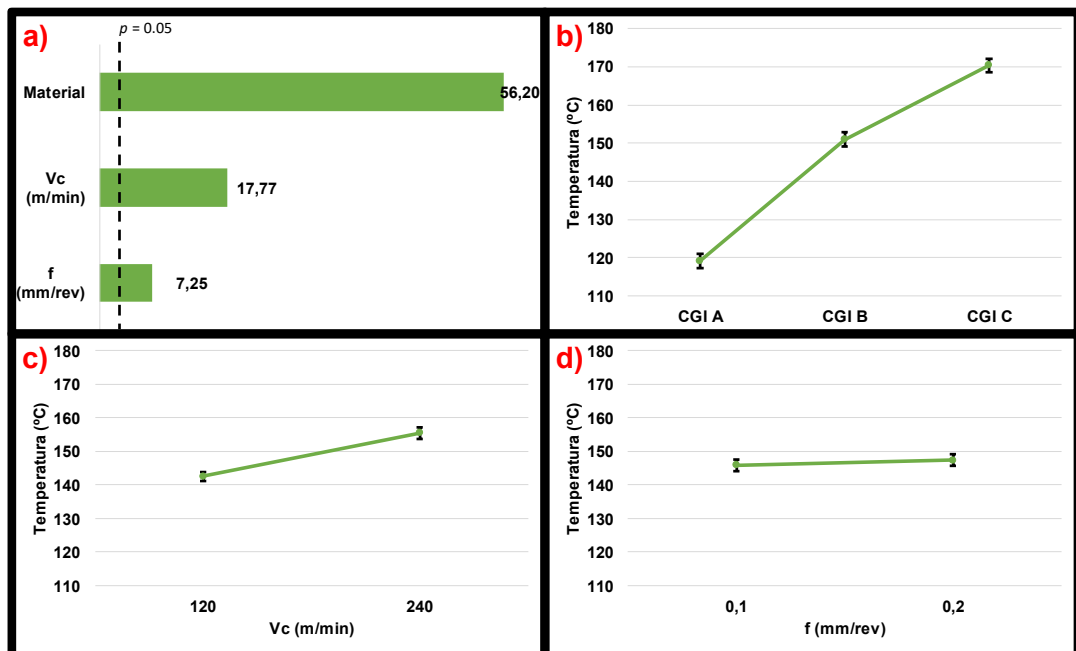 a)
p = 0.05
Material
56,20
Vc
(m/min)
17,77
f
(mm/rev)
7,25
b)
Temperatura (ºC)
180
170
160
150
140
130
120
110
CGI A
CGI B
CGI C
c)
Temperatura (ºC)
180
170
160
150
140
130
120
110
120
240
Vc (m/min)
d)
Temperatura (ºC)
180
170
160
150
140
130
120
110
0,1
0,2
f (mm/rev)